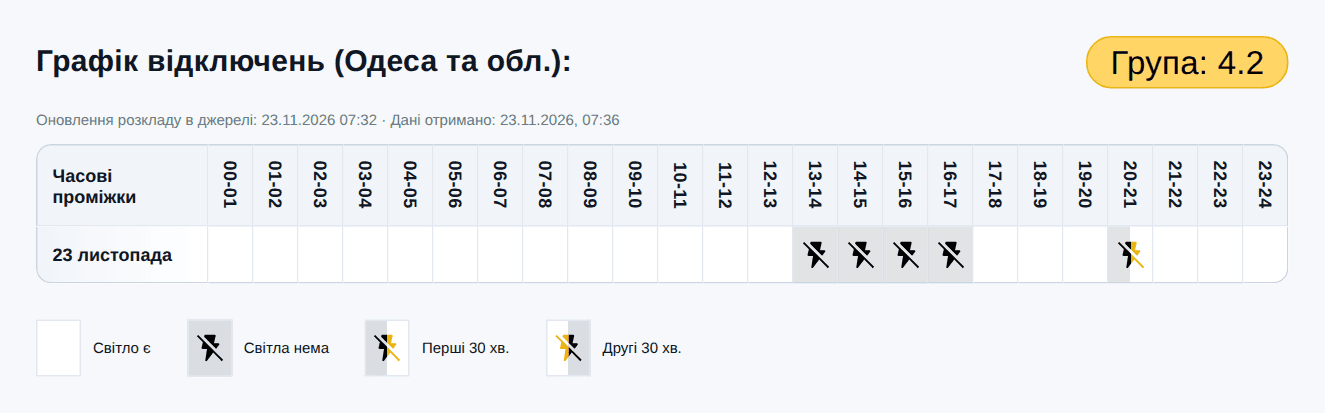 Графік відключень (Одеса та обл.):
Група: 4.2
Оновлення розкладу в джерелі: 23.11.2026 07:32 · Дані отримано: 23.11.2026, 07:36
Часові
проміжки
00-01
01-02
02-03
03-04
04-05
05-06
06-07
07-08
08-09
09-10
10-11
11-12
12-13
13-14
14-15
15-16
16-17
17-18
18-19
19-20
20-21
21-22
22-23
23-24
23 листопада
Світло є
Світла нема
Перші 30 хв.
Другі 30 хв.